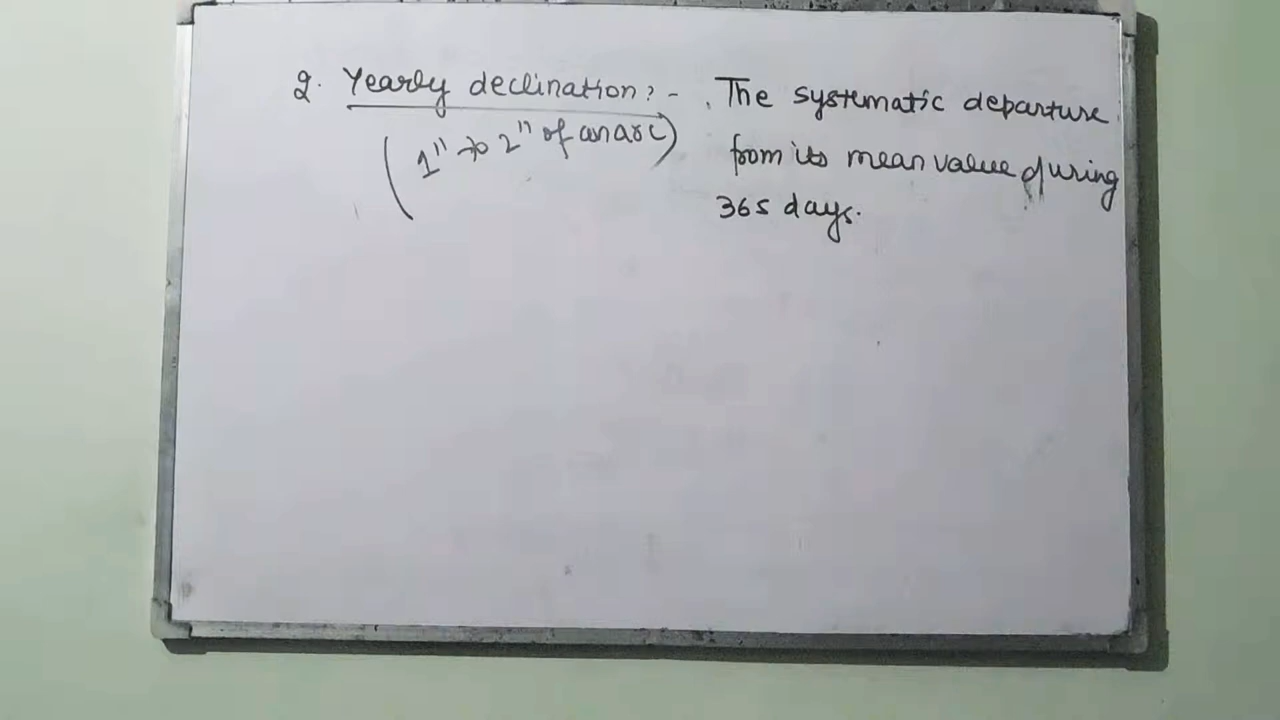 2. Yearly declination :- The systematic departure
(1" to 2" of an arc)
from its mean value during
365 days.